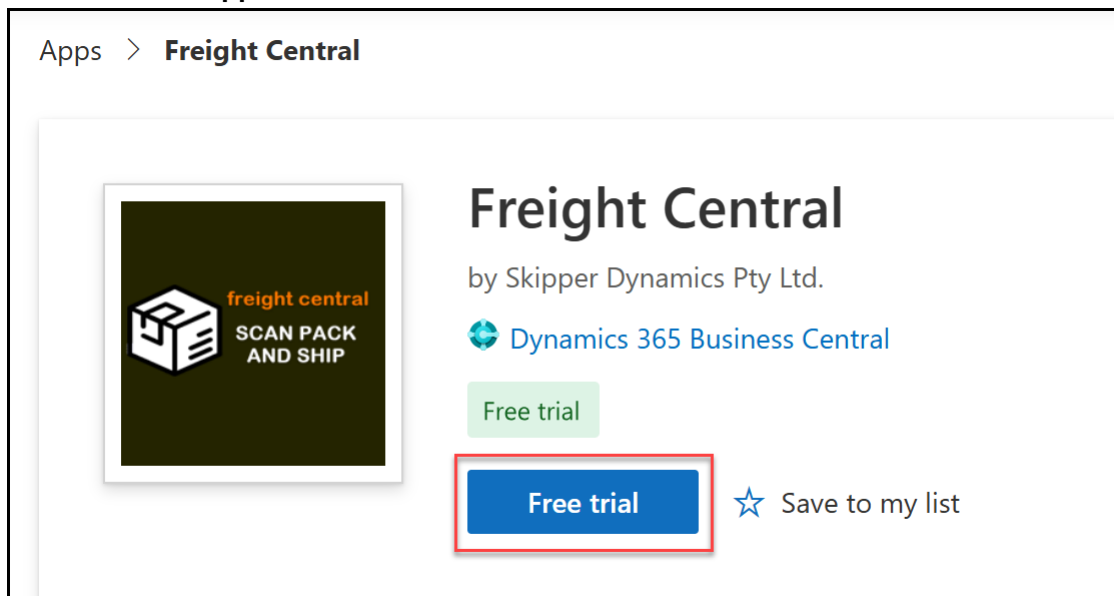 Apps > Freight Central
freight central
SCAN PACK
AND SHIP
Freight Central
by Skipper Dynamics Pty Ltd.
Dynamics 365 Business Central
Free trial
Free trial
Save to my list